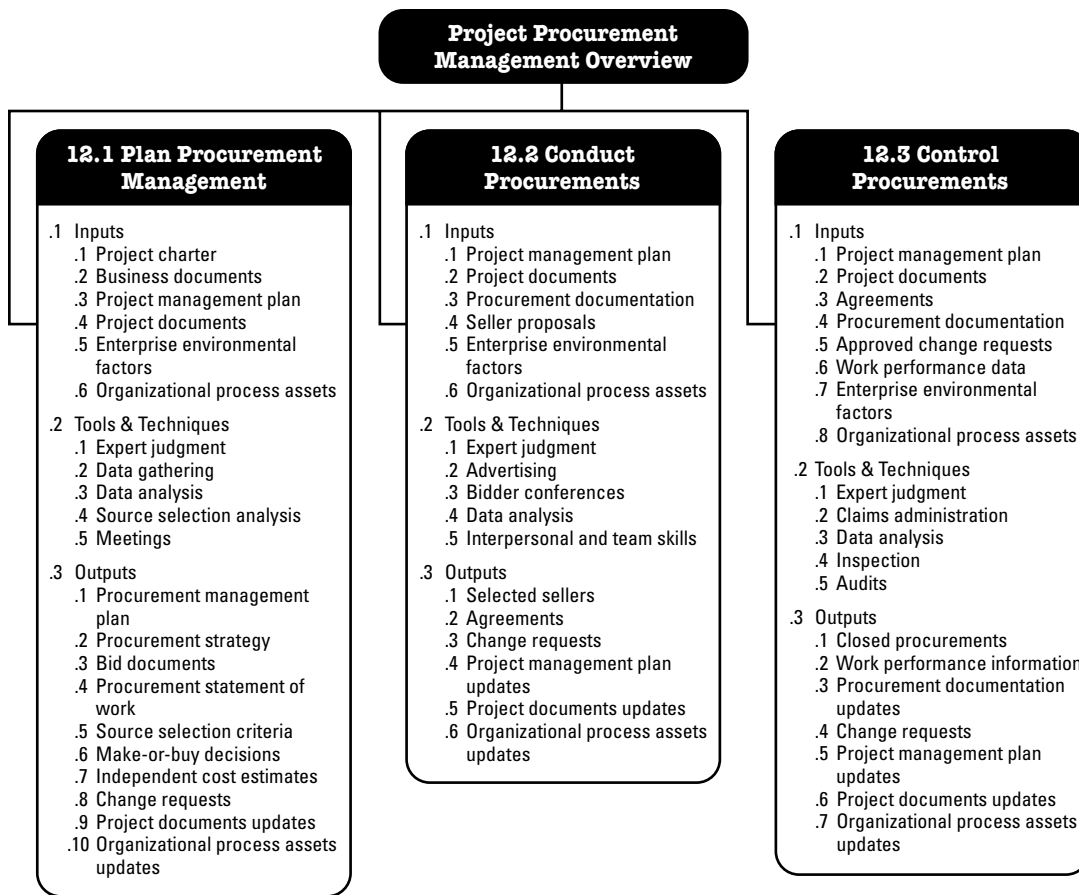 Project Procurement
Management Overview
12.1 Plan Procurement
Management
.1 Inputs
.1 Project charter
.2 Business documents
.3 Project management plan
.4 Project documents
.5 Enterprise environmental
factors
.6 Organizational process assets
.2 Tools & Techniques
.1 Expert judgment
.2 Data gathering
.3 Data analysis
.4 Source selection analysis
.5 Meetings
.3 Outputs
.1 Procurement management
plan
.2 Procurement strategy
.3 Bid documents
.4 Procurement statement of
work
.5 Source selection criteria
.6 Make-or-buy decisions
.7 Independent cost estimates
.8 Change requests
.9 Project documents updates
.10 Organizational process assets
updates
12.2 Conduct
Procurements
.1 Inputs
.1 Project management plan
.2 Project documents
.3 Procurement documentation
.4 Seller proposals
.5 Enterprise environmental
factors
.6 Organizational process assets
.2 Tools & Techniques
.1 Expert judgment
.2 Advertising
.3 Bidder conferences
.4 Data analysis
.5 Interpersonal and team skills
.3 Outputs
.1 Selected sellers
.2 Agreements
.3 Change requests
.4 Project management plan
updates
.5 Project documents updates
.6 Organizational process assets
updates
12.3 Control
Procurements
.1 Inputs
.1 Project management plan
.2 Project documents
.3 Agreements
.4 Procurement documentation
.5 Approved change requests
.6 Work performance data
.7 Enterprise environmental
factors
.8 Organizational process assets
.2 Tools & Techniques
.1 Expert judgment
.2 Claims administration
.3 Data analysis
.4 Inspection
.5 Audits
.3 Outputs
.1 Closed procurements
.2 Work performance information
.3 Procurement documentation
updates
.4 Change requests
.5 Project management plan
updates
.6 Project documents updates
.7 Organizational process assets
updates